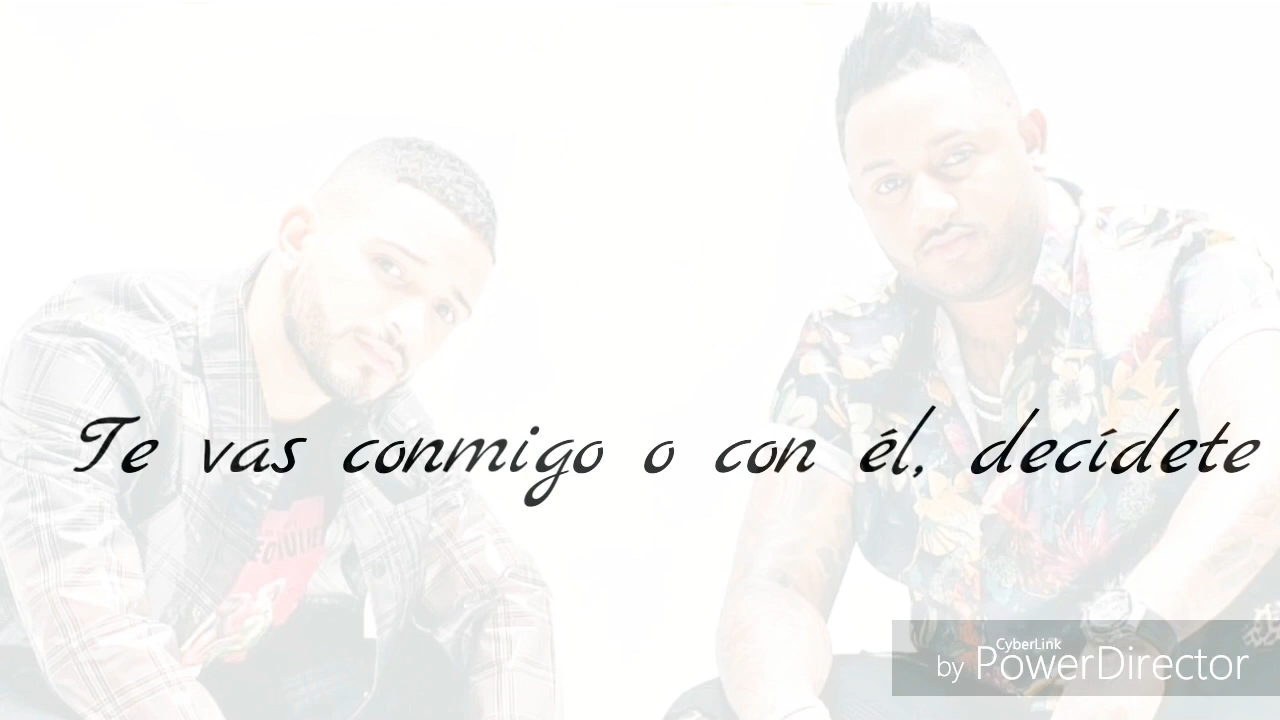 Te vas conmigo o con él, decídete
CyberLink
by PowerDirector